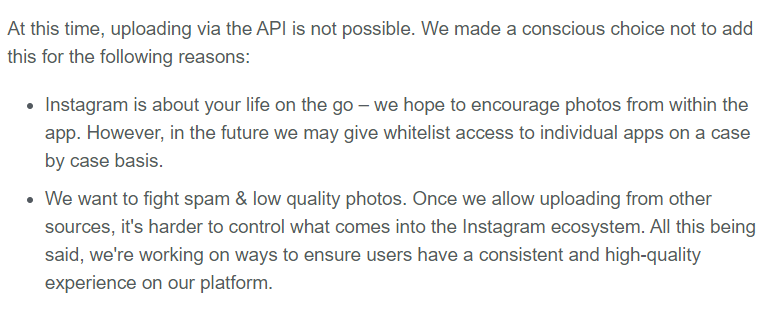 At this time, uploading via the API is not possible. We made a conscious choice not to add
this for the following reasons:
• Instagram is about your life on the go – we hope to encourage photos from within the
app. However, in the future we may give whitelist access to individual apps on a case
by case basis.
• We want to fight spam & low quality photos. Once we allow uploading from other
sources, it's harder to control what comes into the Instagram ecosystem. All this being
said, we're working on ways to ensure users have a consistent and high-quality
experience on our platform.